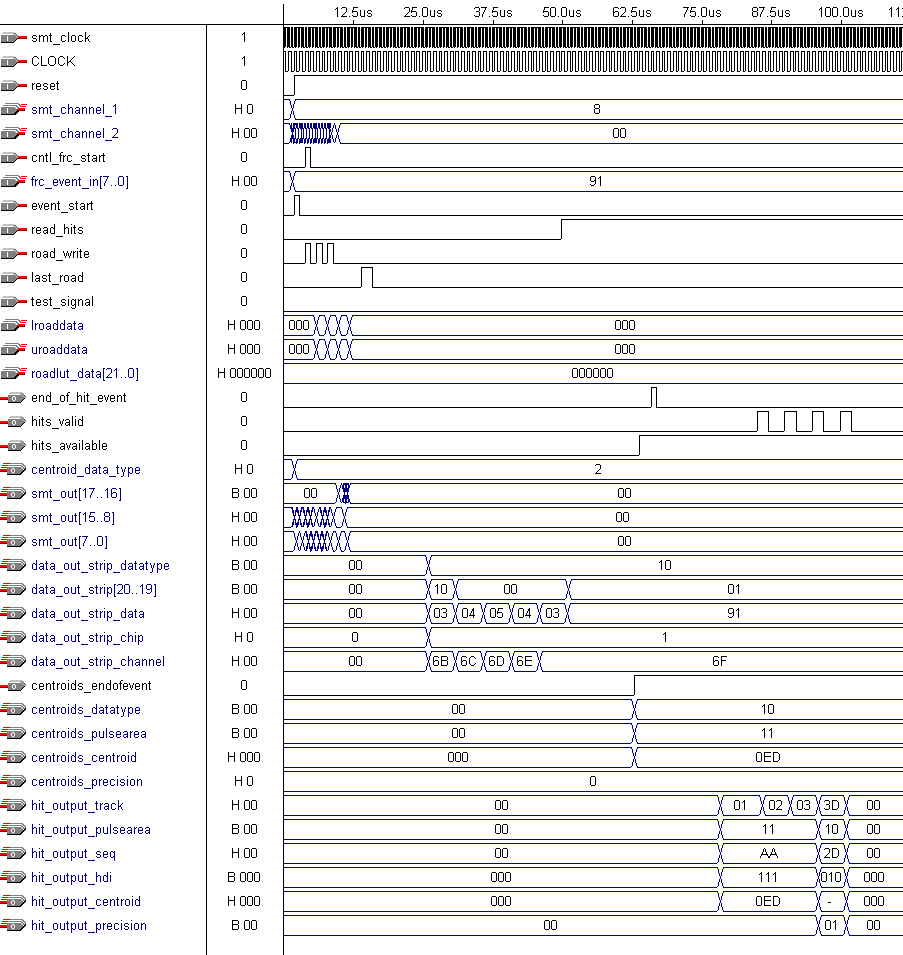 12.5us 25.0us 37.5us 50.0us 62.5us 75.0us 87.5us 100.0us 11
smt_clock 1
CLOCK 1
reset 0
smt_channel_1 H 0 8
smt_channel_2 H 00 00
cntl_frc_start 0
frc_event_in[7..0] H 00 91
event_start 0
read_hits 0
road_write 0
last_road 0
test_signal 0
lroaddata H 000 000 000
uroaddata H 000 000 000
roadlut_data[21..0] H 000000 000000
end_of_hit_event 0
hits_valid 0
hits_available 0
centroid_data_type H 0 2
smt_out[17..16] B 00 00 00
smt_out[15..8] H 00 00
smt_out[7..0] H 00 00
data_out_strip_datatype B 00 00 10
data_out_strip[20..19] B 00 00 10 00 01
data_out_strip_data H 00 00 03 04 05 04 03 91
data_out_strip_chip H 0 0 1
data_out_strip_channel H 00 00 6B 6C 6D 6E 6F
centroids_endofevent 0
centroids_datatype B 00 00 10
centroids_pulsearea B 00 00 11
centroids_centroid H 000 000 0ED
centroids_precision H 0 0
hit_output_track H 00 00 01 02 03 3D 00
hit_output_pulsearea B 00 00 11 10 00
hit_output_seq H 00 00 AA 2D 00
hit_output_hdi B 000 000 111 010 000
hit_output_centroid H 000 000 0ED - 000
hit_output_precision B 00 00 01 00